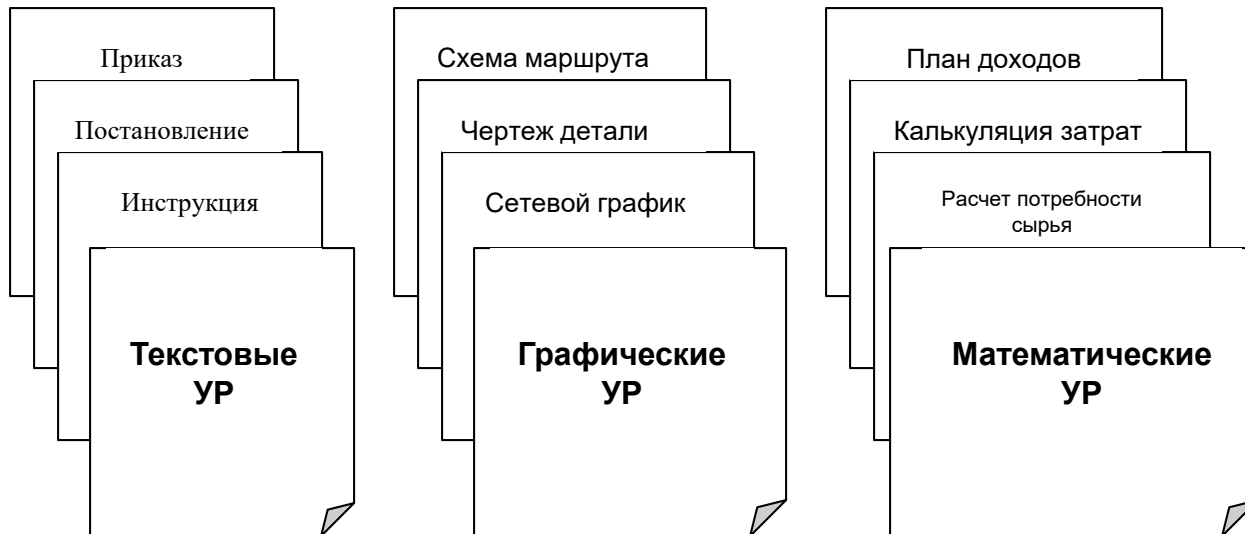 Приказ
Постановление
Инструкция
Текстовые
УР
Схема маршрута
Чертеж детали
Сетевой график
Графические
УР
План доходов
Калькуляция затрат
Расчет потребности
сырья
Математические
УР